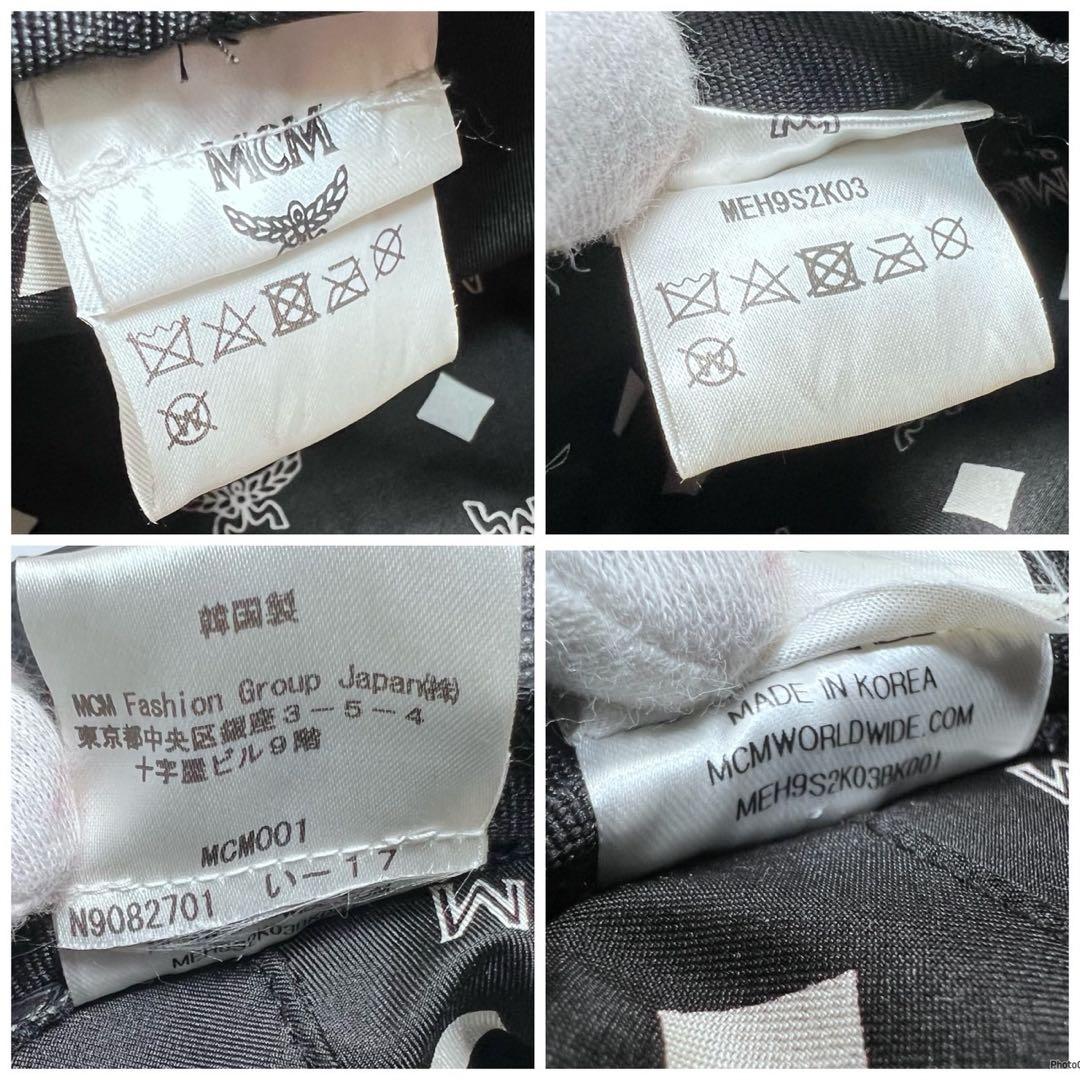 MCM
MEH9S2K03
韓国製
MCM Fashion Group Japan㈱
東京都中央区銀座3－5－4
十字屋ビル9階
MCM001
N9082701 い－17
MADE IN KOREA
MCMWORLDWIDE.COM
MEH9S2K03BK001